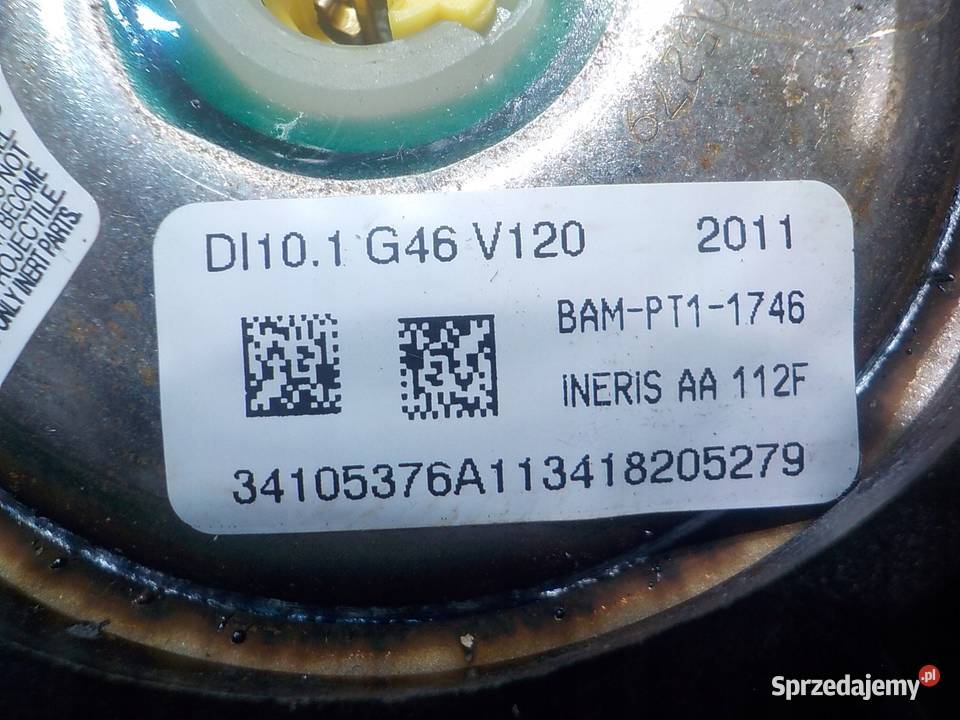 DI10.1 G46 V120 2011
BAM-PT1-1746
INERIS AA 112F
34105376A113418205279
NOT
BECOME
PROJECTILE
ONLY INERT PARTS.
5279
Sprzedajemy.pl